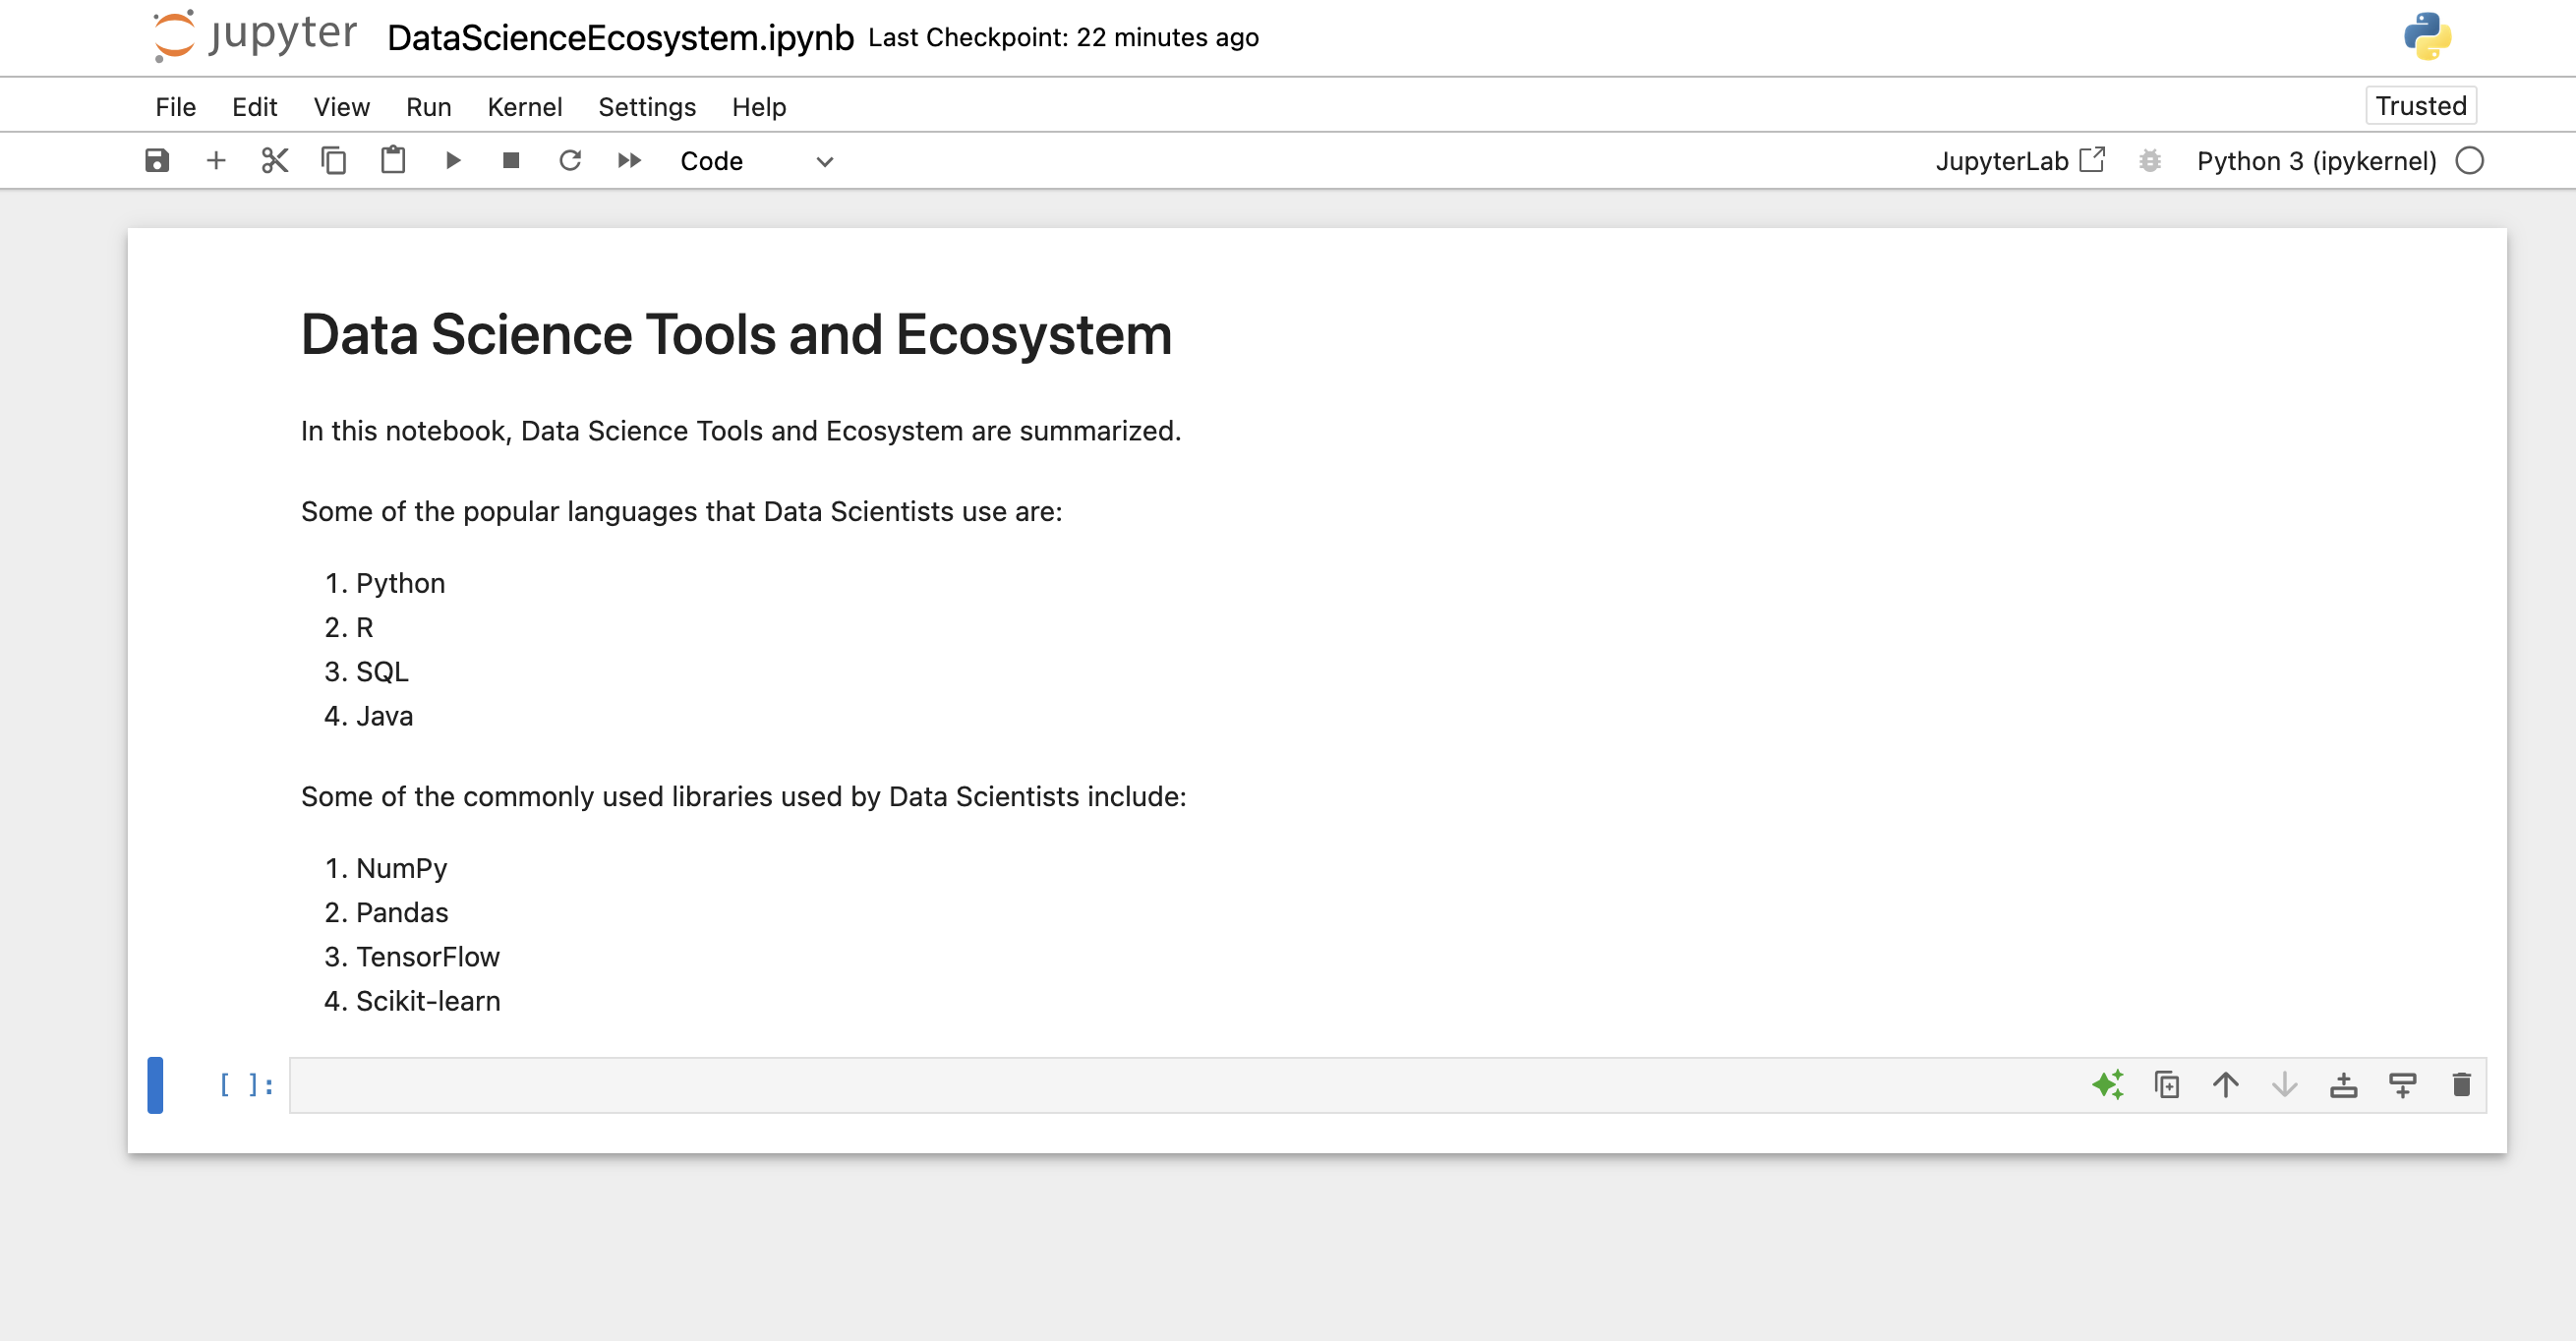 jupyter DataScienceEcosystem.ipynb Last Checkpoint: 22 minutes ago
File Edit View Run Kernel Settings Help Trusted
Code JupyterLab Python 3 (ipykernel)
Data Science Tools and Ecosystem
In this notebook, Data Science Tools and Ecosystem are summarized.
Some of the popular languages that Data Scientists use are:
1. Python
2. R
3. SQL
4. Java
Some of the commonly used libraries used by Data Scientists include:
1. NumPy
2. Pandas
3. TensorFlow
4. Scikit-learn
[ ]: